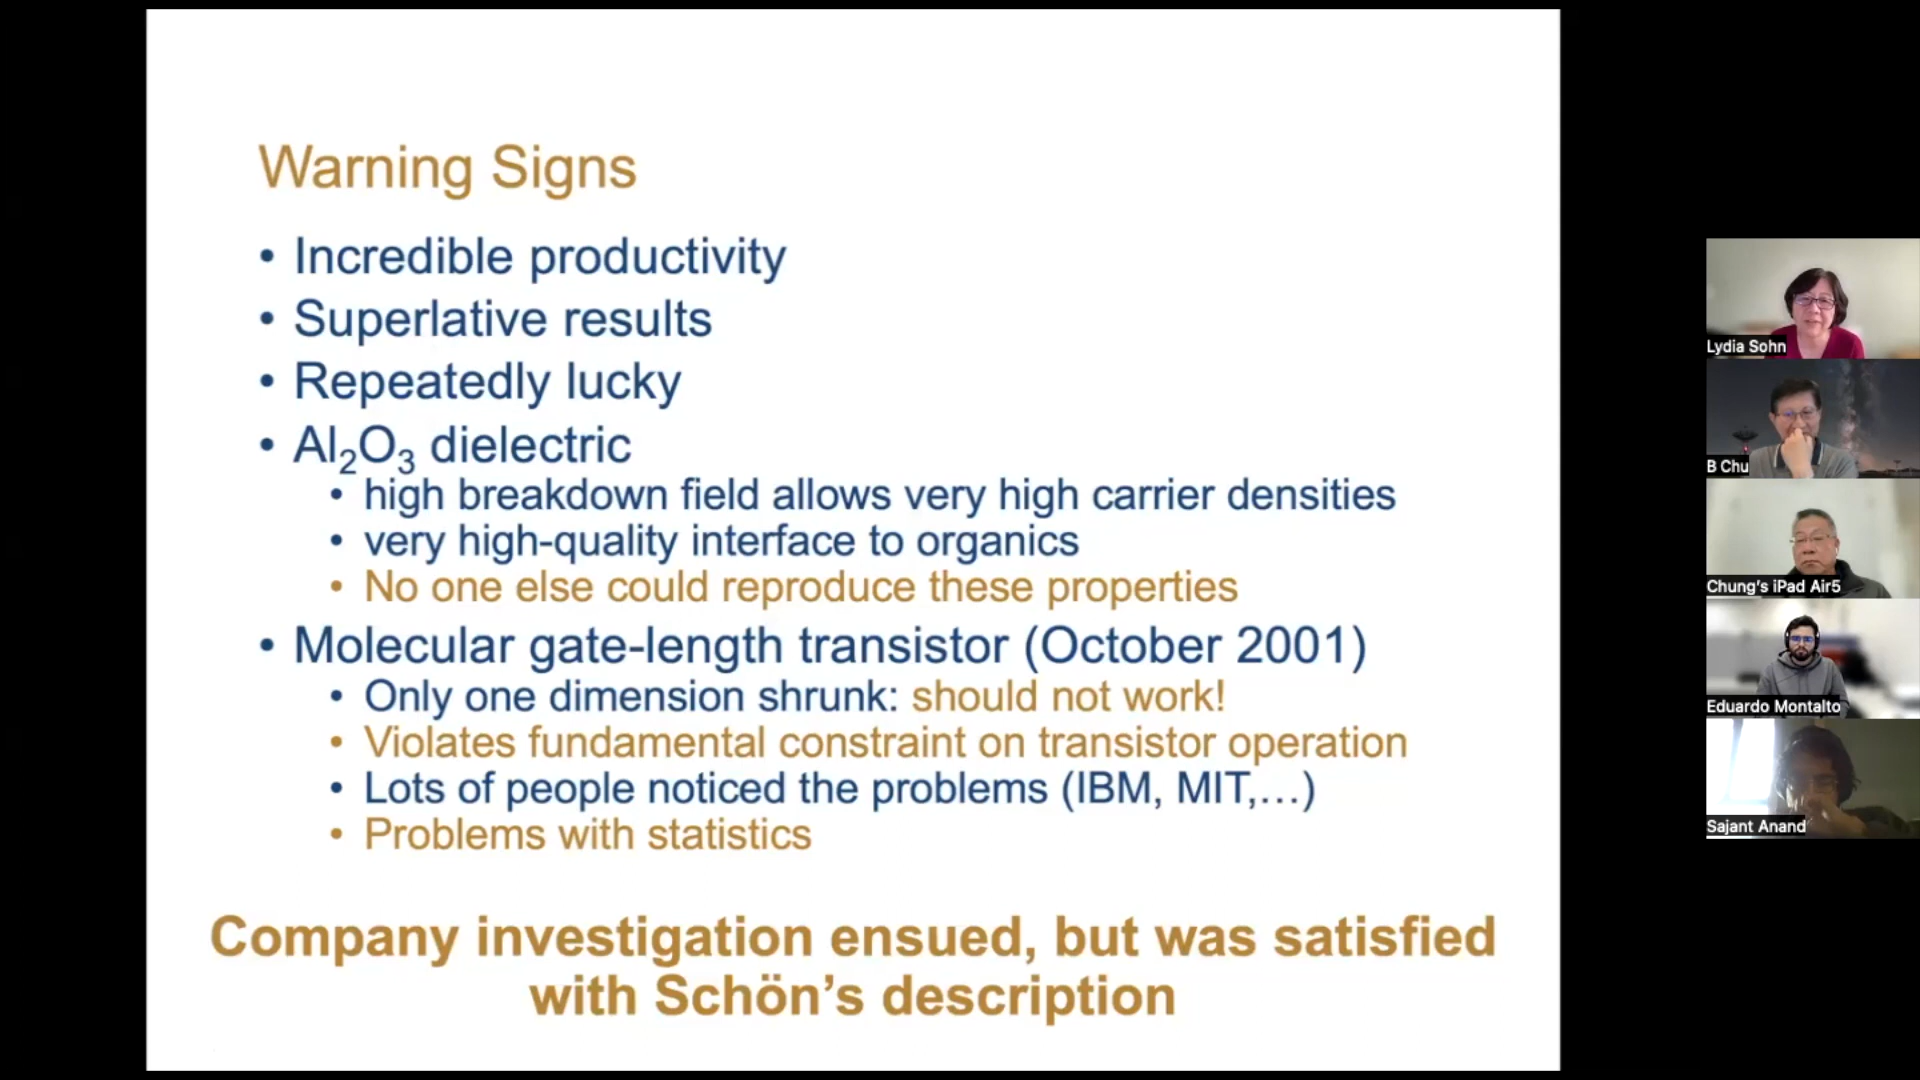 Warning Signs
• Incredible productivity
• Superlative results
• Repeatedly lucky
• Al₂O₃ dielectric
• high breakdown field allows very high carrier densities
• very high-quality interface to organics
• No one else could reproduce these properties
• Molecular gate-length transistor (October 2001)
• Only one dimension shrunk: should not work!
• Violates fundamental constraint on transistor operation
• Lots of people noticed the problems (IBM, MIT,…)
• Problems with statistics
Company investigation ensued, but was satisfied
with Schön’s description
Lydia Sohn
B Chu
Chung's iPad Air5
Eduardo Montalto
Sajant Anand